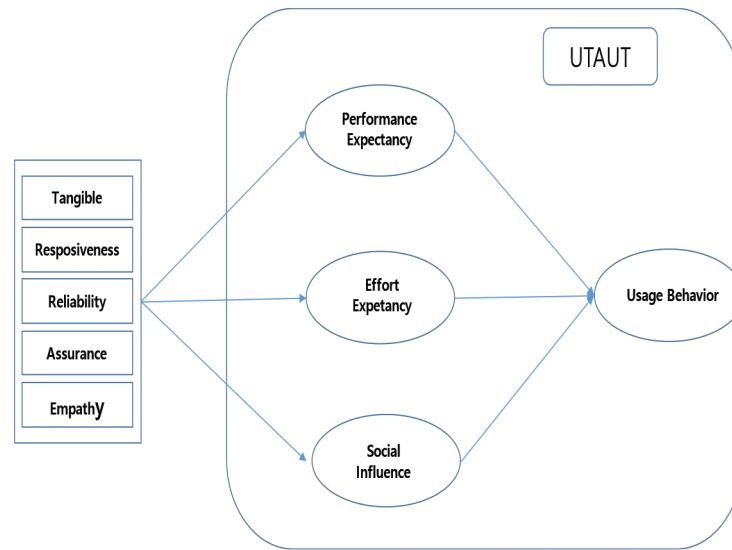 UTAUT
Performance
Expectancy
Tangible
Resposiveness
Reliability
Assurance
Empathy
Effort
Expetancy
Usage Behavior
Social
Influence